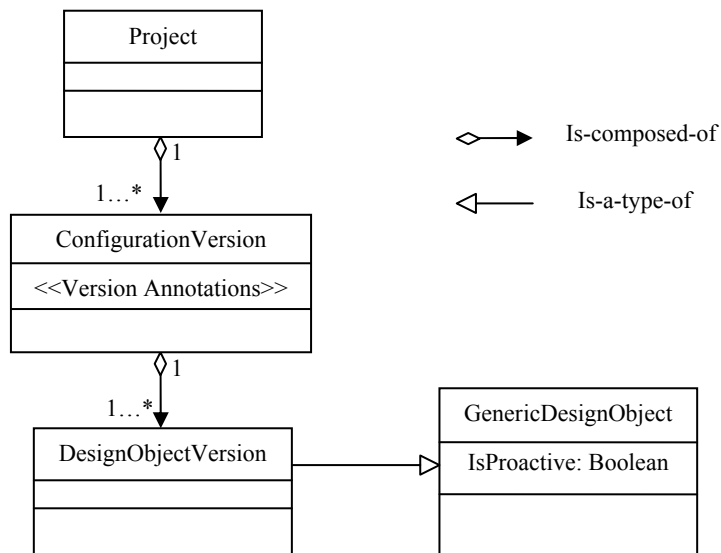 Project
1
Is-composed-of
1…*
Is-a-type-of
ConfigurationVersion
<<Version Annotations>>
1
1…*
GenericDesignObject
DesignObjectVersion
IsProactive: Boolean